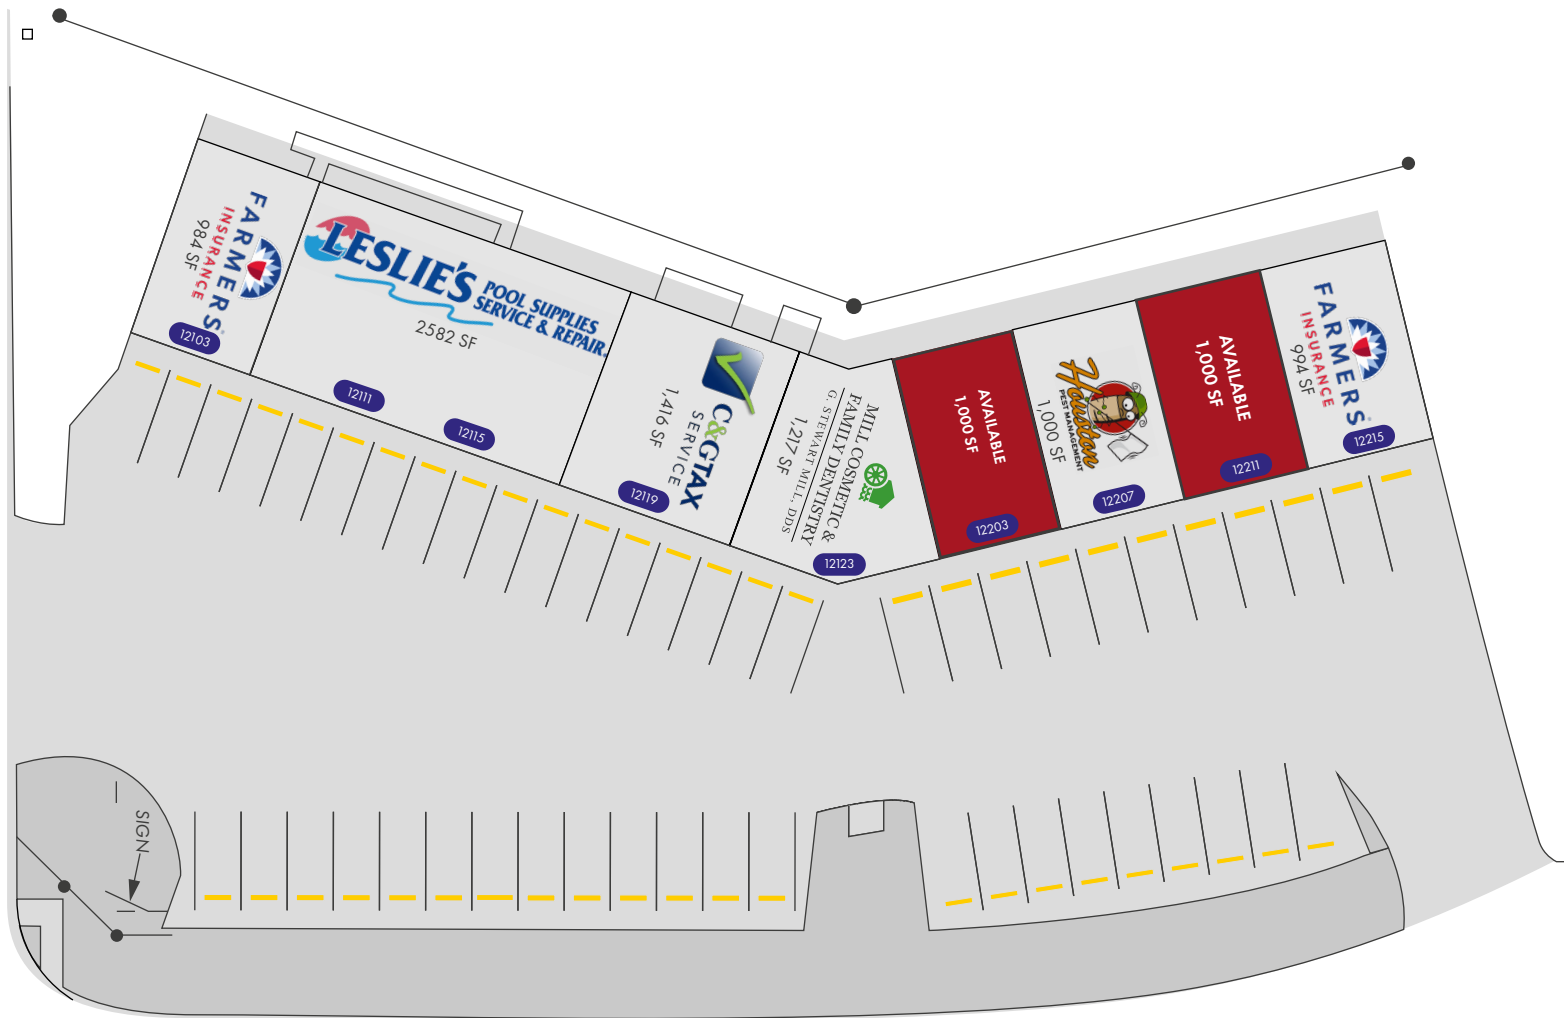 FARMERS
INSURANCE
984 SF
12103
LESLIE'S
POOL SUPPLIES
SERVICE & REPAIR.
2582 SF
12111
12115
C&GTAX
SERVICE
1,416 SF
12119
MILL COSMETIC &
FAMILY DENTISTRY
G. STEWART MILL, DDS
1,217 SF
12123
AVAILABLE
1,000 SF
12203
Houston
PEST MANAGEMENT
1,000 SF
12207
AVAILABLE
1,000 SF
12211
FARMERS
INSURANCE
994 SF
12215
SIGN